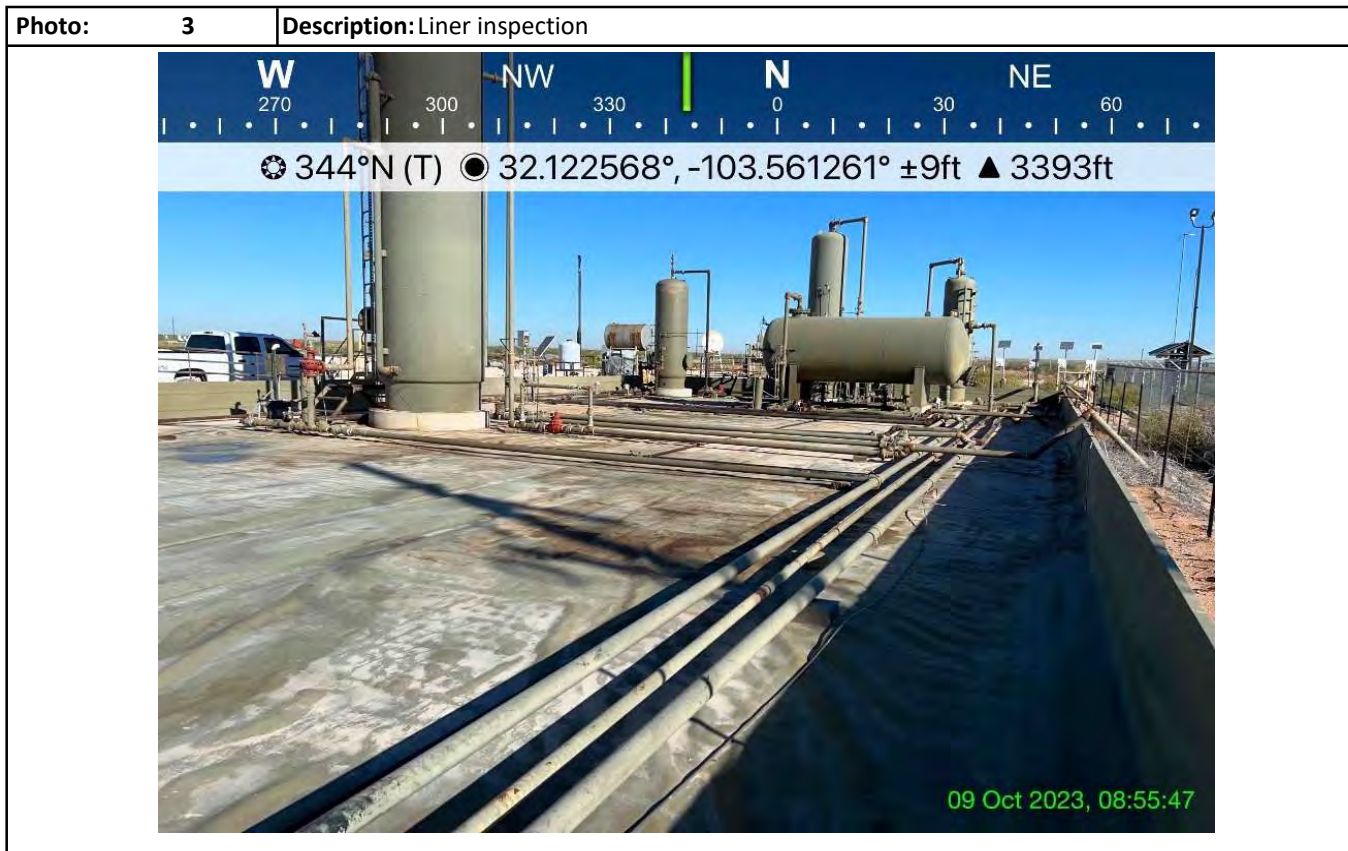 Photo: 3 Description: Liner inspection
W NW N NE
270 300 330 0 30 60
344°N (T) 32.122568°, -103.561261° ±9ft ▲ 3393ft
09 Oct 2023, 08:55:47